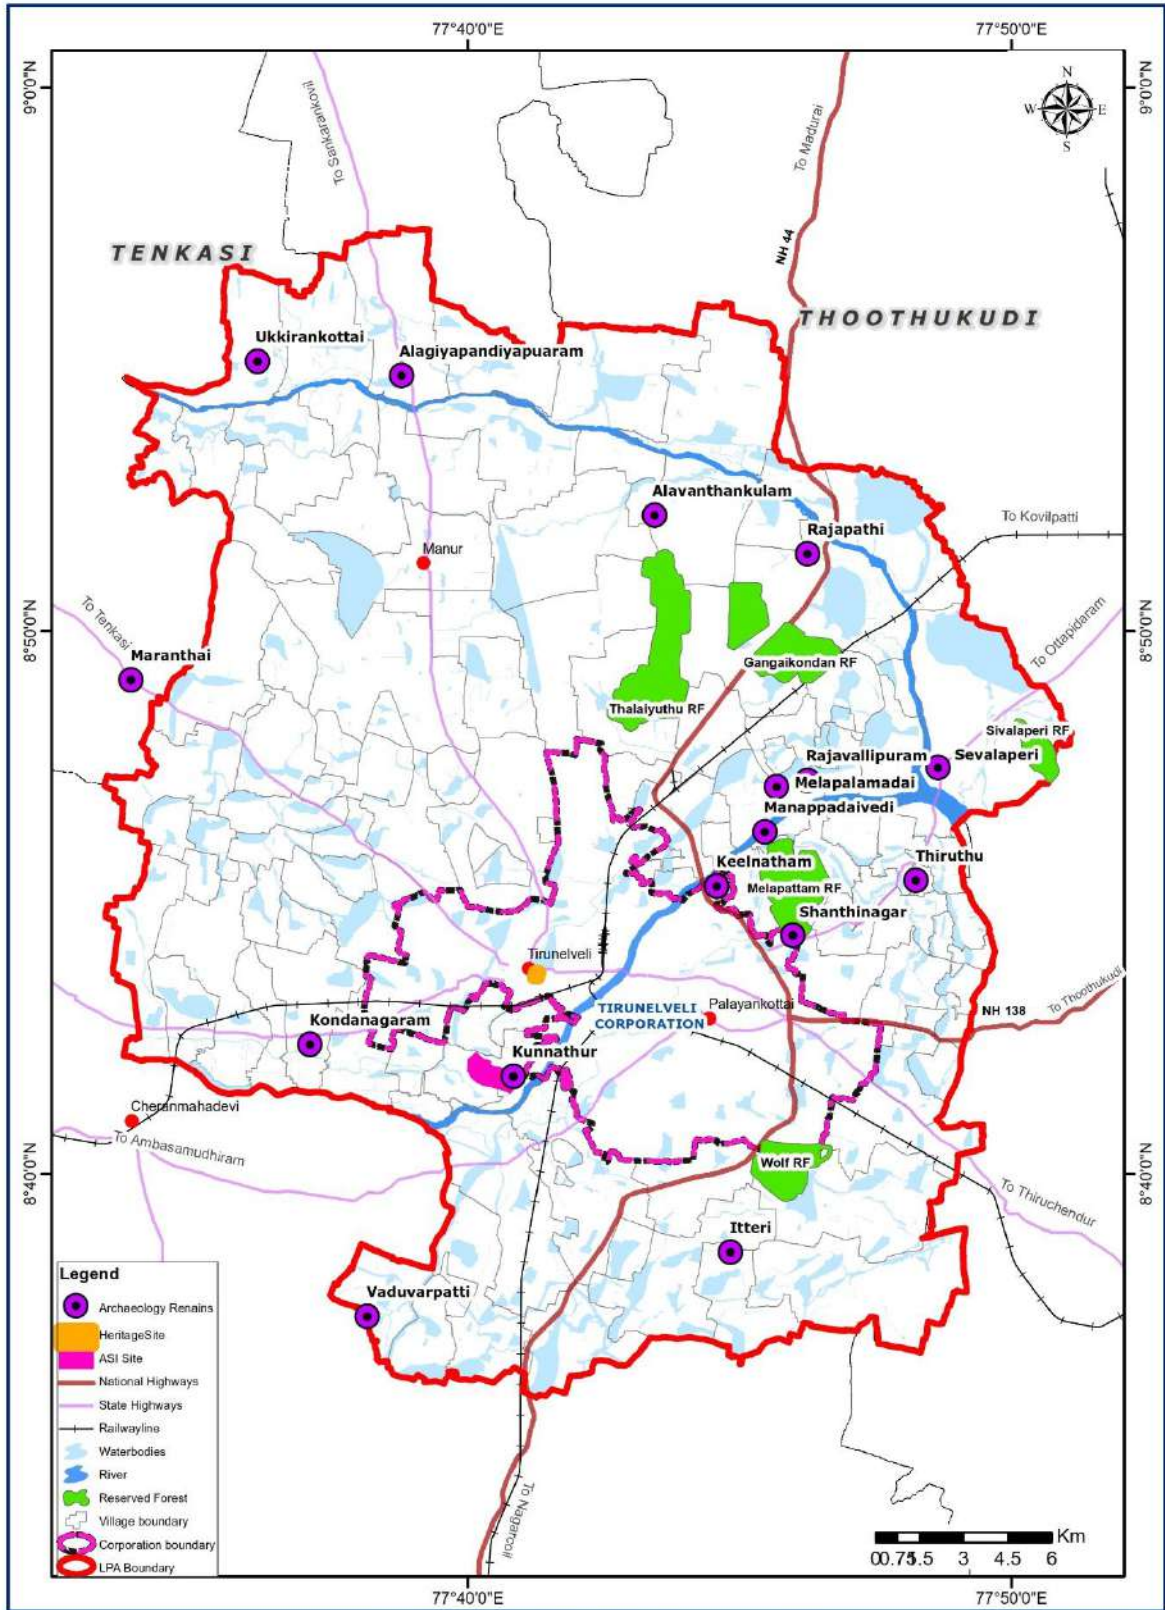 77°40'0"E
77°50'0"E
9°0'0"N
9°0'0"N
N
W
E
S
To Sankarankovil
To Madurai
NH 44
TENKASI
THOOTHUKUDI
Ukkirankottai
Alagiyapandiyapuaram
Alavanthankulam
Rajapathi
To Kovilpatti
Manur
8°50'0"N
8°50'0"N
To Tenkasi
To Ottapidaram
Maranthai
Gangaikondan RF
Thalaiyuthu RF
Sivalaperi RF
Rajavallipuram
Sevalaperi
Melapalamadai
Manappadaivedi
Keelnatham
Thiruthu
Melapattam RF
Shanthinagar
Tirunelveli
TIRUNELVELI
CORPORATION
Palayankottai
NH 138
To Thoothukudi
Kondanagaram
Kunnathur
Cheranmahadevi
To Ambasamudhiram
Wolf RF
8°40'0"N
8°40'0"N
To Thiruchendur
Itteri
Vaduvarpatti
To Nagarcoil
Legend
Archaeology Renains
HeritageSite
ASI Site
National Highways
State Highways
Railwayline
Waterbodies
River
Reserved Forest
Village boundary
Corporation boundary
LPA Boundary
Km
0 0.75 1.5 3 4.5 6
77°40'0"E
77°50'0"E